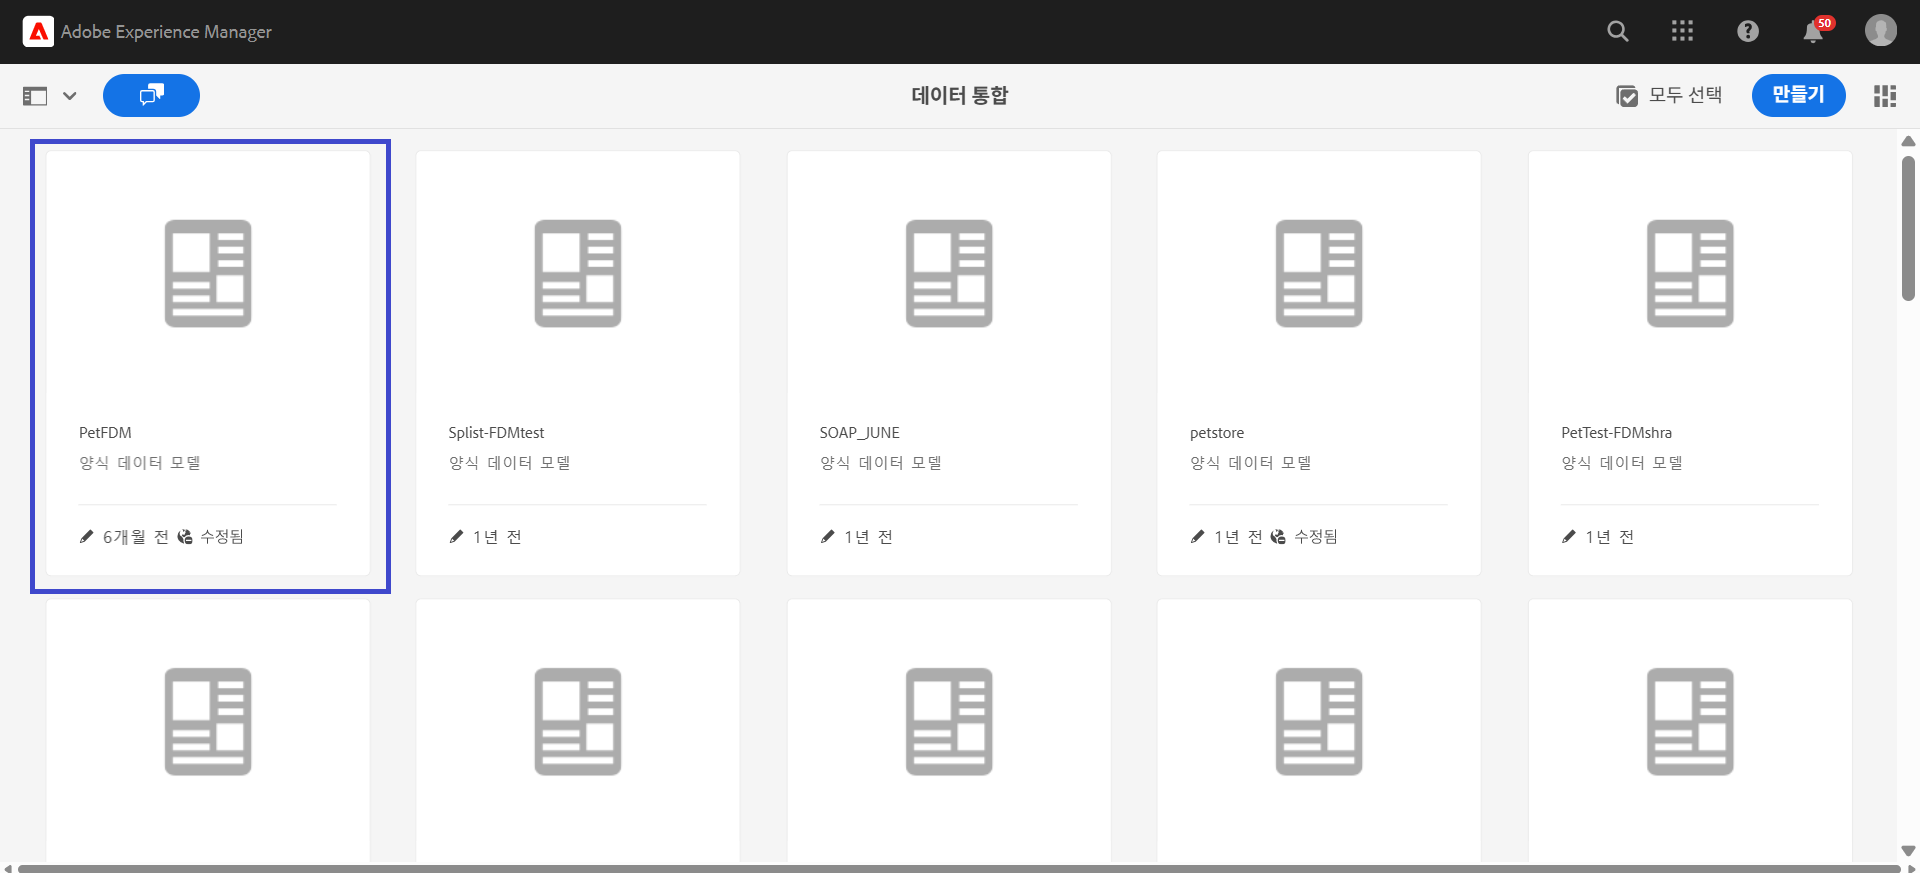 Adobe Experience Manager
50
데이터 통합
모두 선택
만들기
PetFDM
양식 데이터 모델
6개월 전 수정됨
Splist-FDMtest
양식 데이터 모델
1년 전
SOAP_JUNE
양식 데이터 모델
1년 전
petstore
양식 데이터 모델
1년 전 수정됨
PetTest-FDMshra
양식 데이터 모델
1년 전